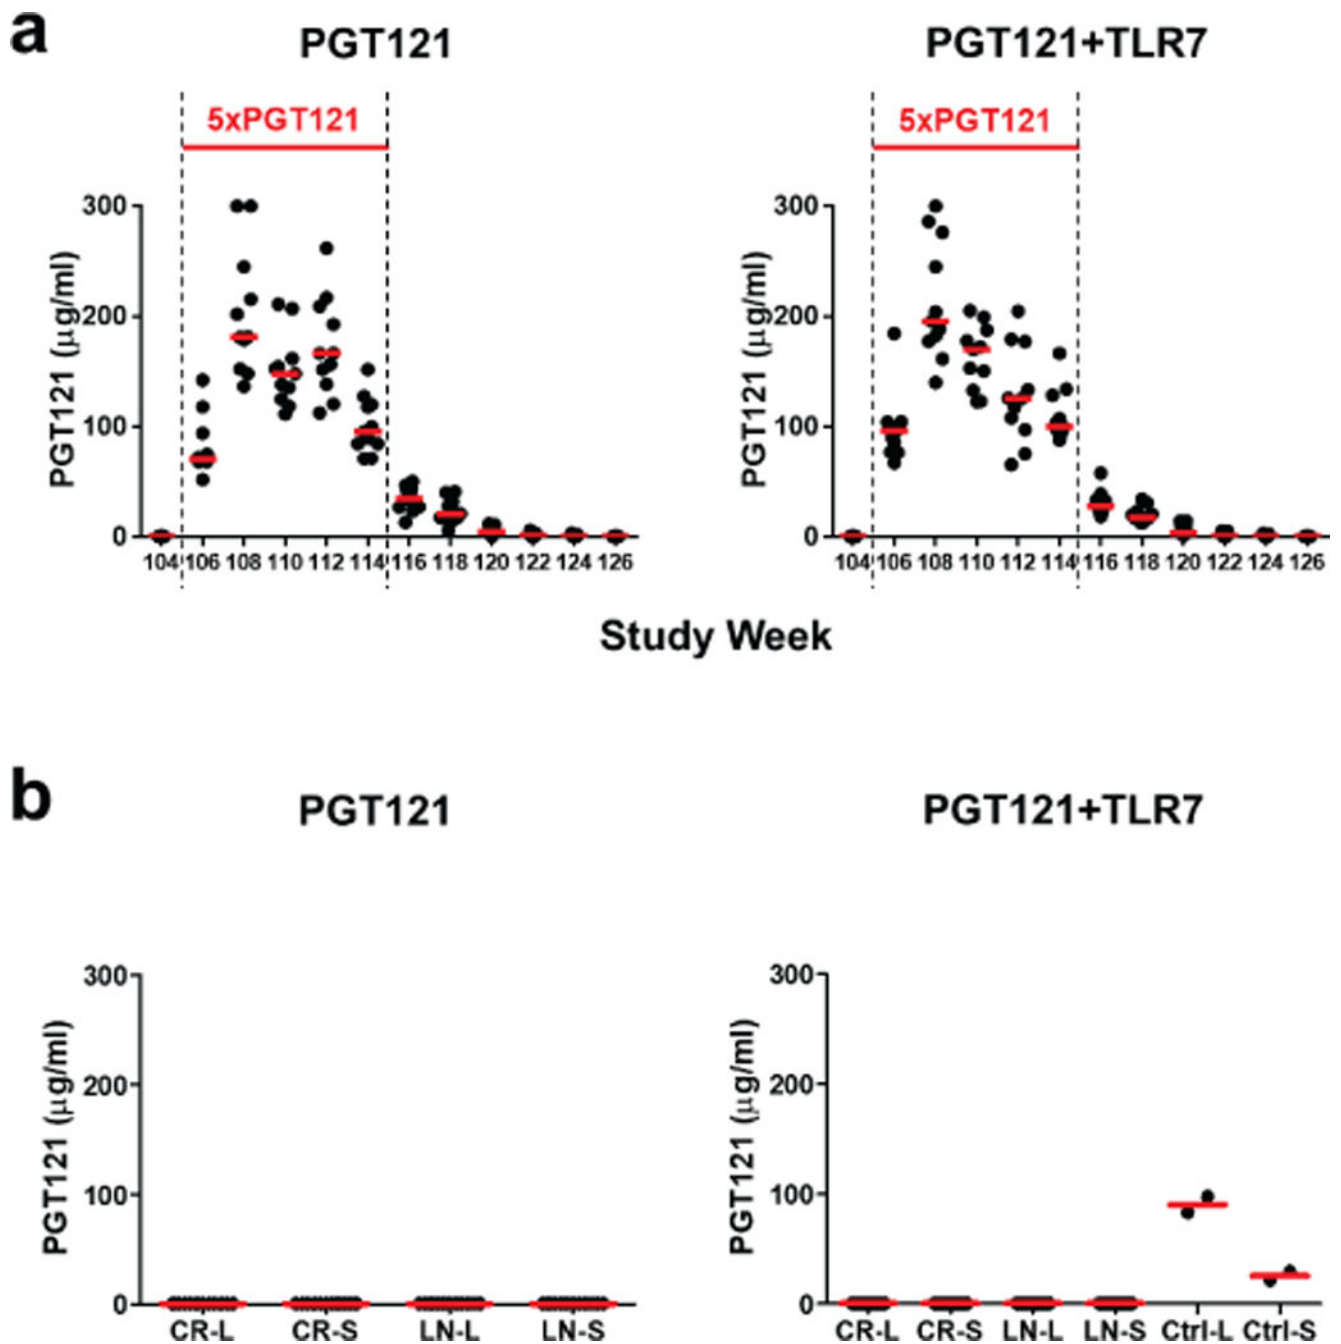 a
PGT121 PGT121+TLR7
5xPGT121 5xPGT121
300 300
200 200
100 100
0 0
PGT121 (µg/ml) PGT121 (µg/ml)
104 106 108 110 112 114 116 118 120 122 124 126 104 106 108 110 112 114 116 118 120 122 124 126
Study Week
b
PGT121 PGT121+TLR7
300 300
200 200
100 100
0 0
PGT121 (µg/ml) PGT121 (µg/ml)
CR-L CR-S LN-L LN-S CR-L CR-S LN-L LN-S Ctrl-L Ctrl-S